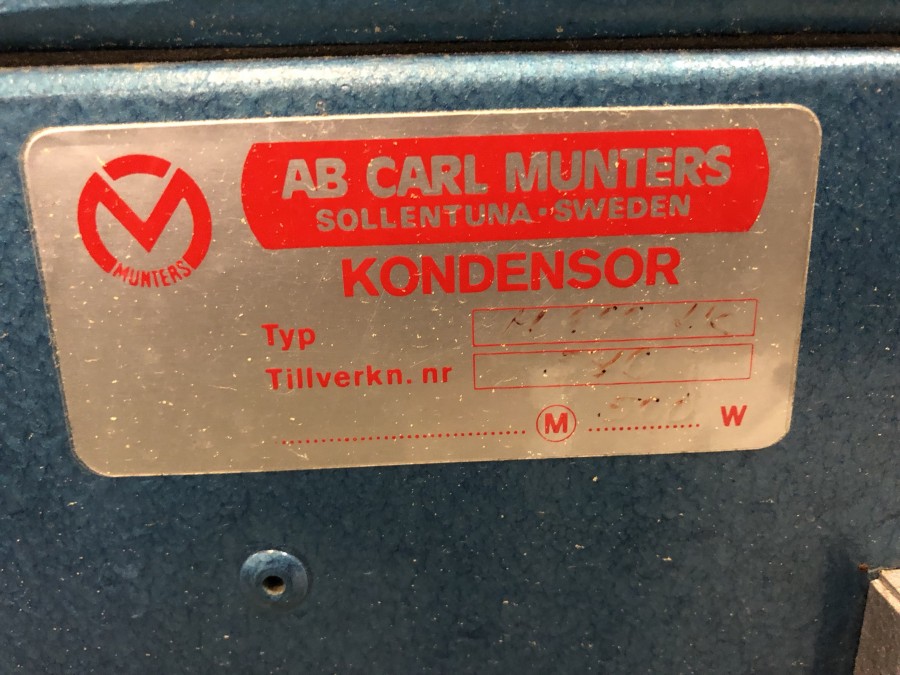 MUNTERS
AB CARL MUNTERS
SOLLENTUNA·SWEDEN
KONDENSOR
Typ
Tillverkn. nr
M W